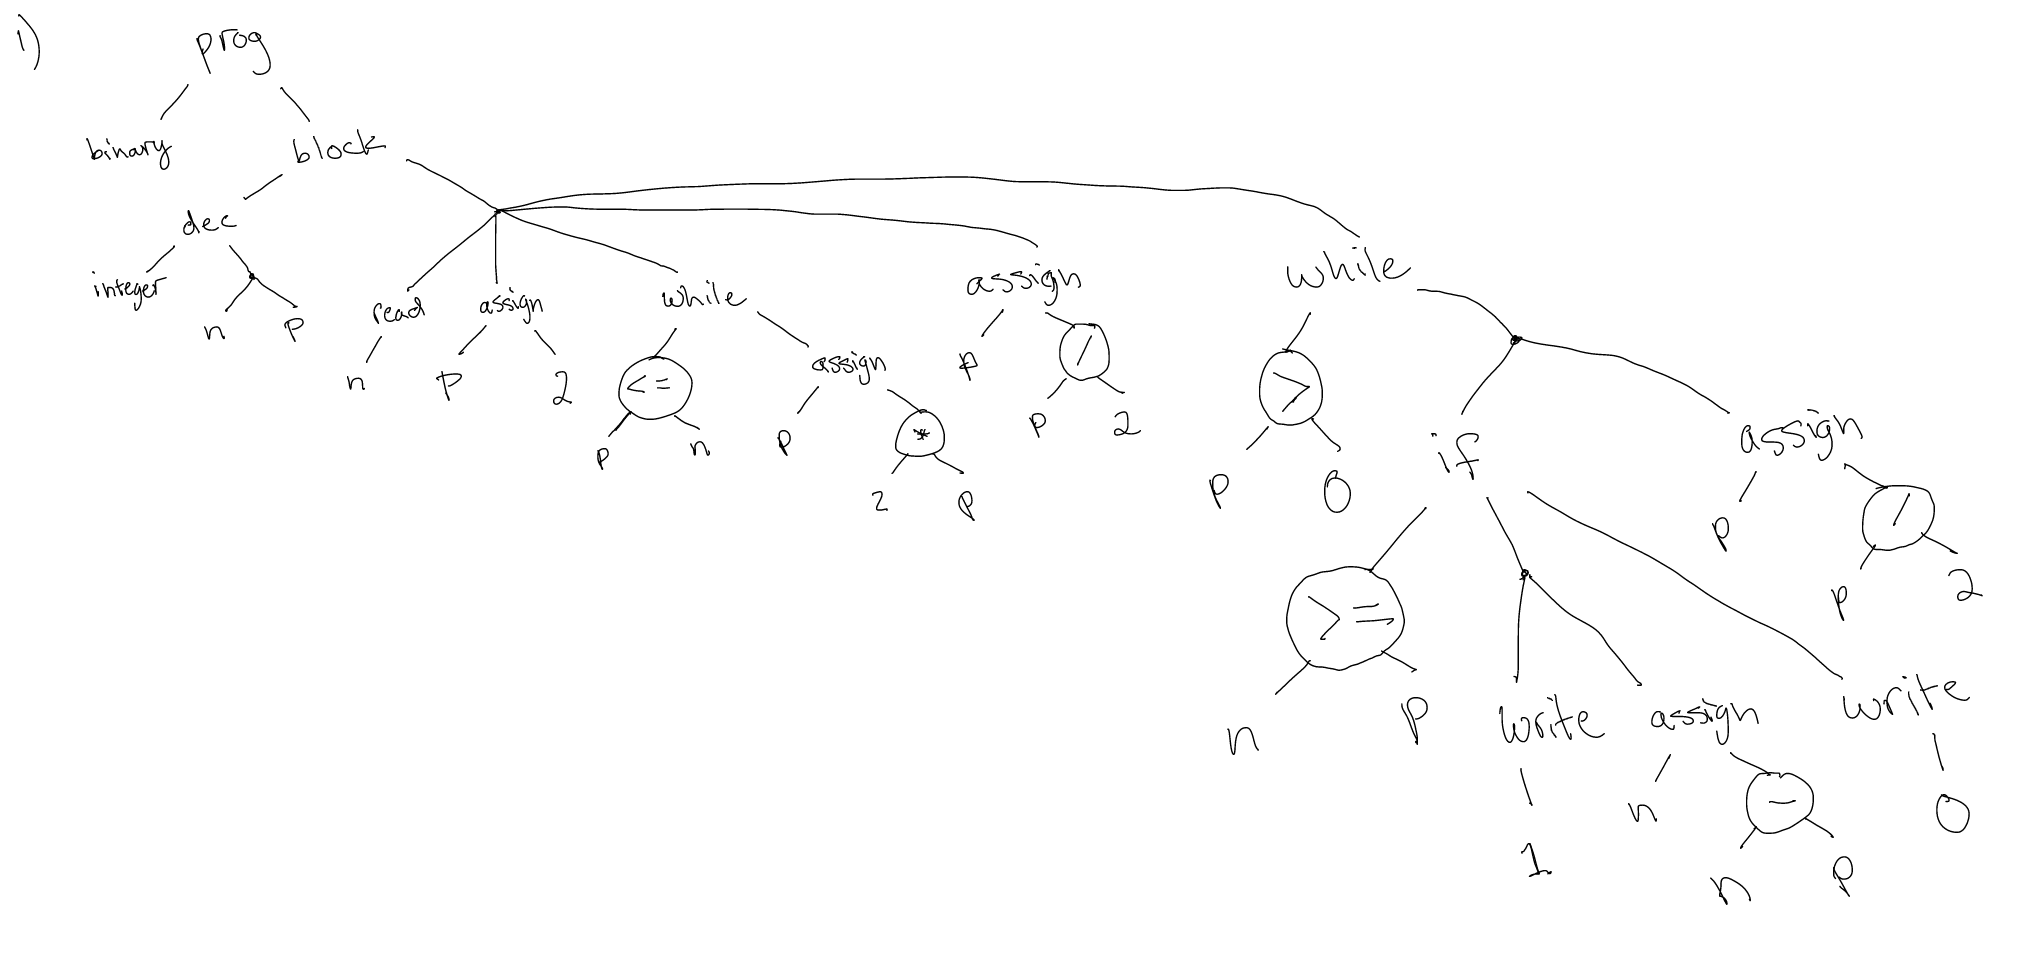 1)
prog
binary block
dec
integer
n p
read assign while assign while
n p 2 <= assign p / > if assign
p n p * p 2 p 0 p /
2 p >= p 2
n p write assign write
1 n - 0
n p